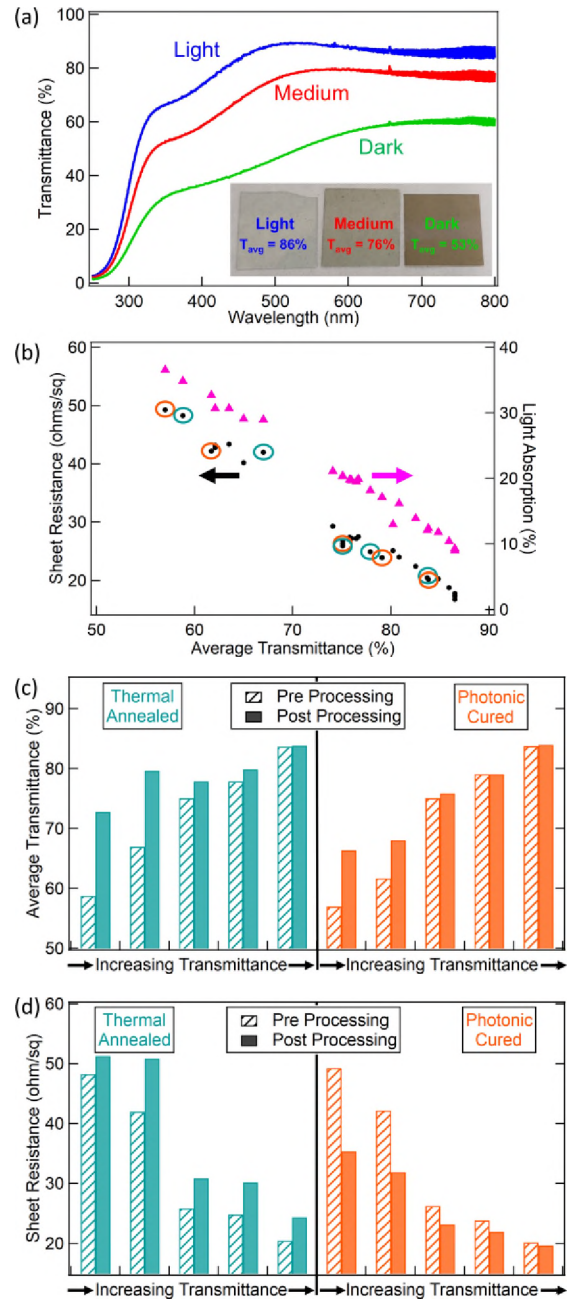 (a)
100
80
60
40
20
0
Transmittance (%)
Light
Medium
Dark
Light
T_avg = 86%
Medium
T_avg = 76%
Dark
T_avg = 53%
300 400 500 600 700 800
Wavelength (nm)
(b)
60
50
40
30
20
Sheet Resistance (ohms/sq)
40
30
20
10
0
Light Absorption (%)
50 60 70 80 90
Average Transmittance (%)
(c)
Thermal Annealed
Pre Processing
Post Processing
Photonic Cured
90
80
70
60
50
Average Transmittance (%)
Increasing Transmittance
Increasing Transmittance
(d)
Thermal Annealed
Pre Processing
Post Processing
Photonic Cured
60
50
40
30
20
Sheet Resistance (ohm/sq)
Increasing Transmittance
Increasing Transmittance